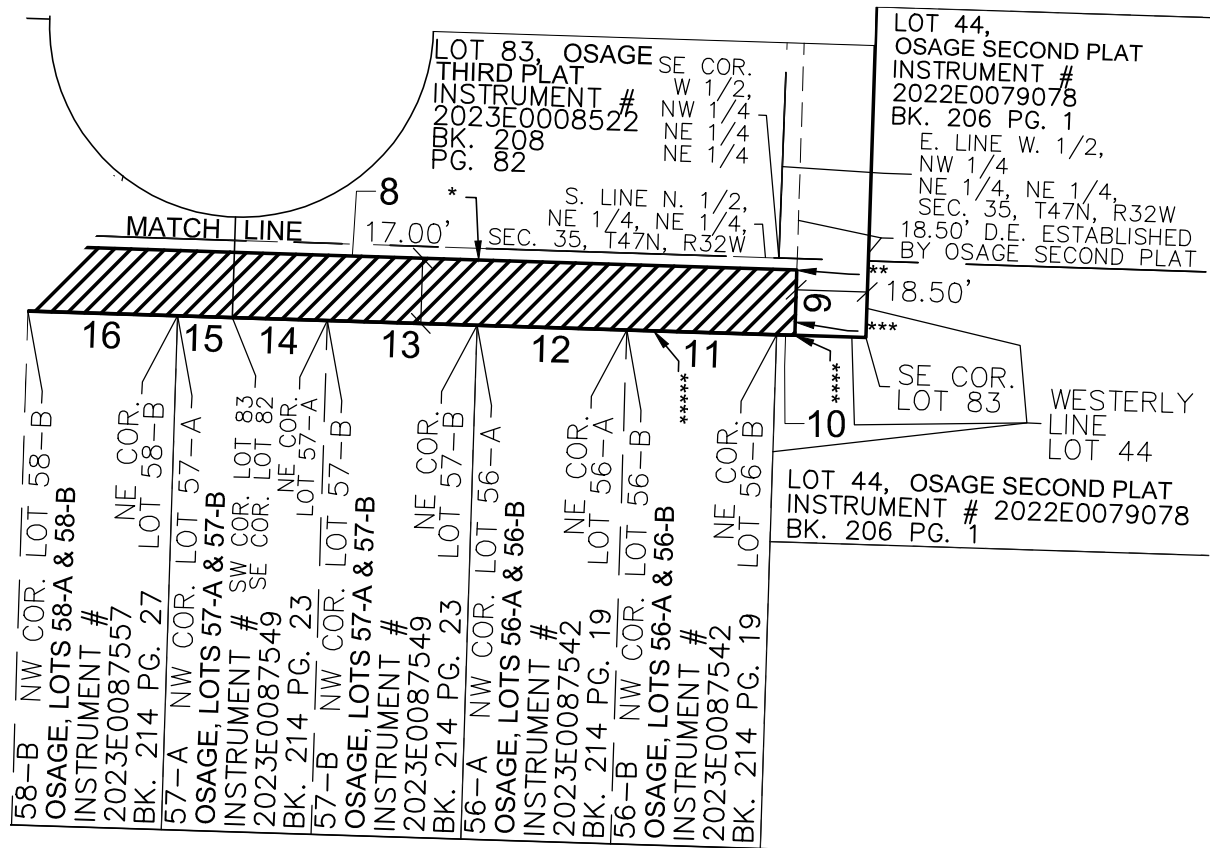 LOT 83, OSAGE
THIRD PLAT
INSTRUMENT #
2023E0008522
BK. 208
PG. 82
SE COR.
W 1/2,
NW 1/4
NE 1/4
NE 1/4
LOT 44,
OSAGE SECOND PLAT
INSTRUMENT #
2022E0079078
BK. 206 PG. 1
E. LINE W. 1/2,
NW 1/4
NE 1/4, NE 1/4,
SEC. 35, T47N, R32W
18.50' D.E. ESTABLISHED
BY OSAGE SECOND PLAT
S. LINE N. 1/2,
NE 1/4, NE 1/4,
SEC. 35, T47N, R32W
8
*
MATCH LINE
17.00'
**
9
18.50'
***
16
15
14
13
12
11
10
****
*****
SE COR.
LOT 83
WESTERLY
LINE
LOT 44
LOT 44, OSAGE SECOND PLAT
INSTRUMENT # 2022E0079078
BK. 206 PG. 1
58-B NW COR. LOT 58-B
OSAGE, LOTS 58-A & 58-B
INSTRUMENT #
2023E0087557
BK. 214 PG. 27
NE COR.
LOT 58-B
57-A NW COR. LOT 57-A
OSAGE, LOTS 57-A & 57-B
INSTRUMENT #
2023E0087549
BK. 214 PG. 23
SW COR. LOT 83
SE COR. LOT 82
NE COR.
LOT 57-A
57-B NW COR. LOT 57-B
OSAGE, LOTS 57-A & 57-B
INSTRUMENT #
2023E0087549
BK. 214 PG. 23
NE COR.
LOT 57-B
56-A NW COR. LOT 56-A
OSAGE, LOTS 56-A & 56-B
INSTRUMENT #
2023E0087542
BK. 214 PG. 19
NE COR.
LOT 56-A
56-B NW COR. LOT 56-B
OSAGE, LOTS 56-A & 56-B
INSTRUMENT #
2023E0087542
BK. 214 PG. 19
NE COR.
LOT 56-B